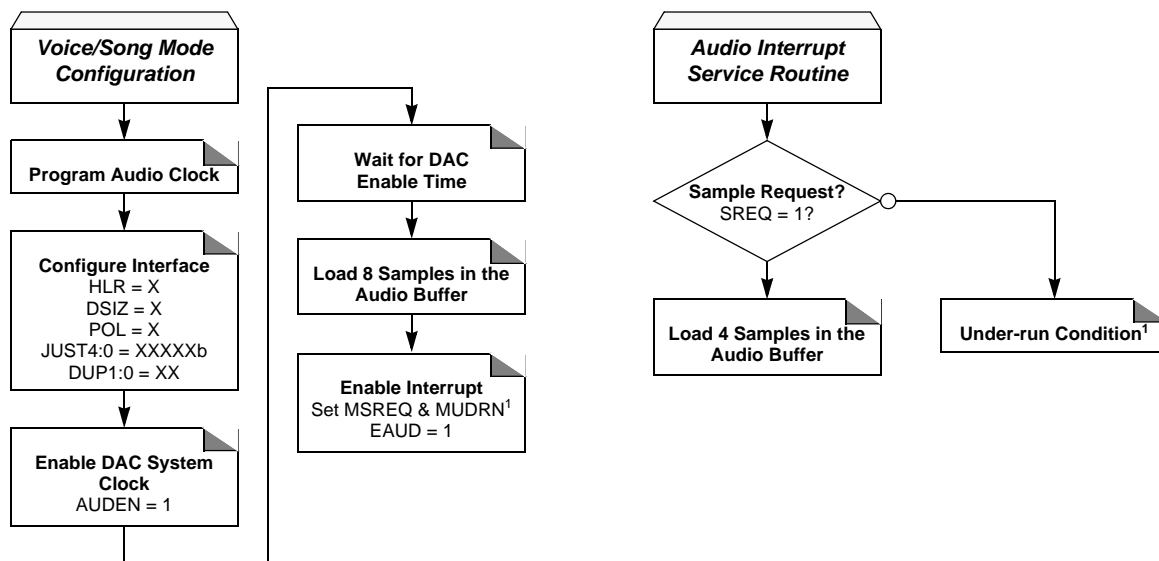 Voice/Song Mode
Configuration
Program Audio Clock
Configure Interface
HLR = X
DSIZ = X
POL = X
JUST4:0 = XXXXXb
DUP1:0 = XX
Enable DAC System
Clock
AUDEN = 1
Wait for DAC
Enable Time
Load 8 Samples in the
Audio Buffer
Enable Interrupt
Set MSREQ & MUDRN1
EAUD = 1
Audio Interrupt
Service Routine
Sample Request?
SREQ = 1?
Load 4 Samples in the
Audio Buffer
Under-run Condition1